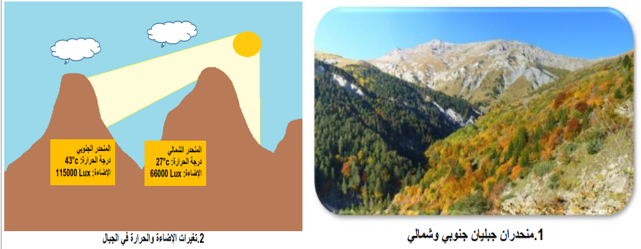 المنحدر الجنوبي
درجة الحرارة: 43°c
الإضاءة: 115000 Lux
المنحدر الشمالي
درجة الحرارة: 27°c
الإضاءة: 66000 Lux
2.تغيرات الإضاءة والحرارة في الجبال
1.منحدران جبليان جنوبي وشمالي